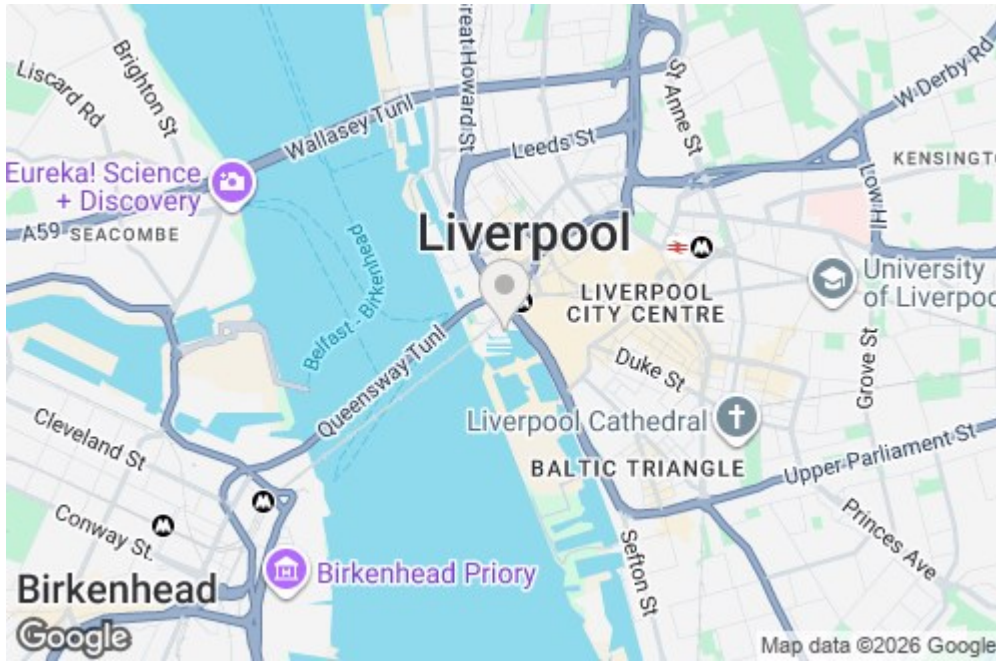 Liscard Rd
Brighton St
Great Howard St
St Anne St
W Derby Rd
Wallasey Tunl
Leeds St
KENSINGTO
Eureka! Science
+ Discovery
A59
SEACOMBE
Low Hill
Liverpool
Belfast - Birkenhead
LIVERPOOL
CITY CENTRE
University
of Liverpoo
Queensway Tunl
Duke St
Grove St
Cleveland St
Liverpool Cathedral
BALTIC TRIANGLE
Upper Parliament St
Conway St.
Princes Ave
Sefton St
Birkenhead Priory
Birkenhead
Google
Map data ©2026 Google